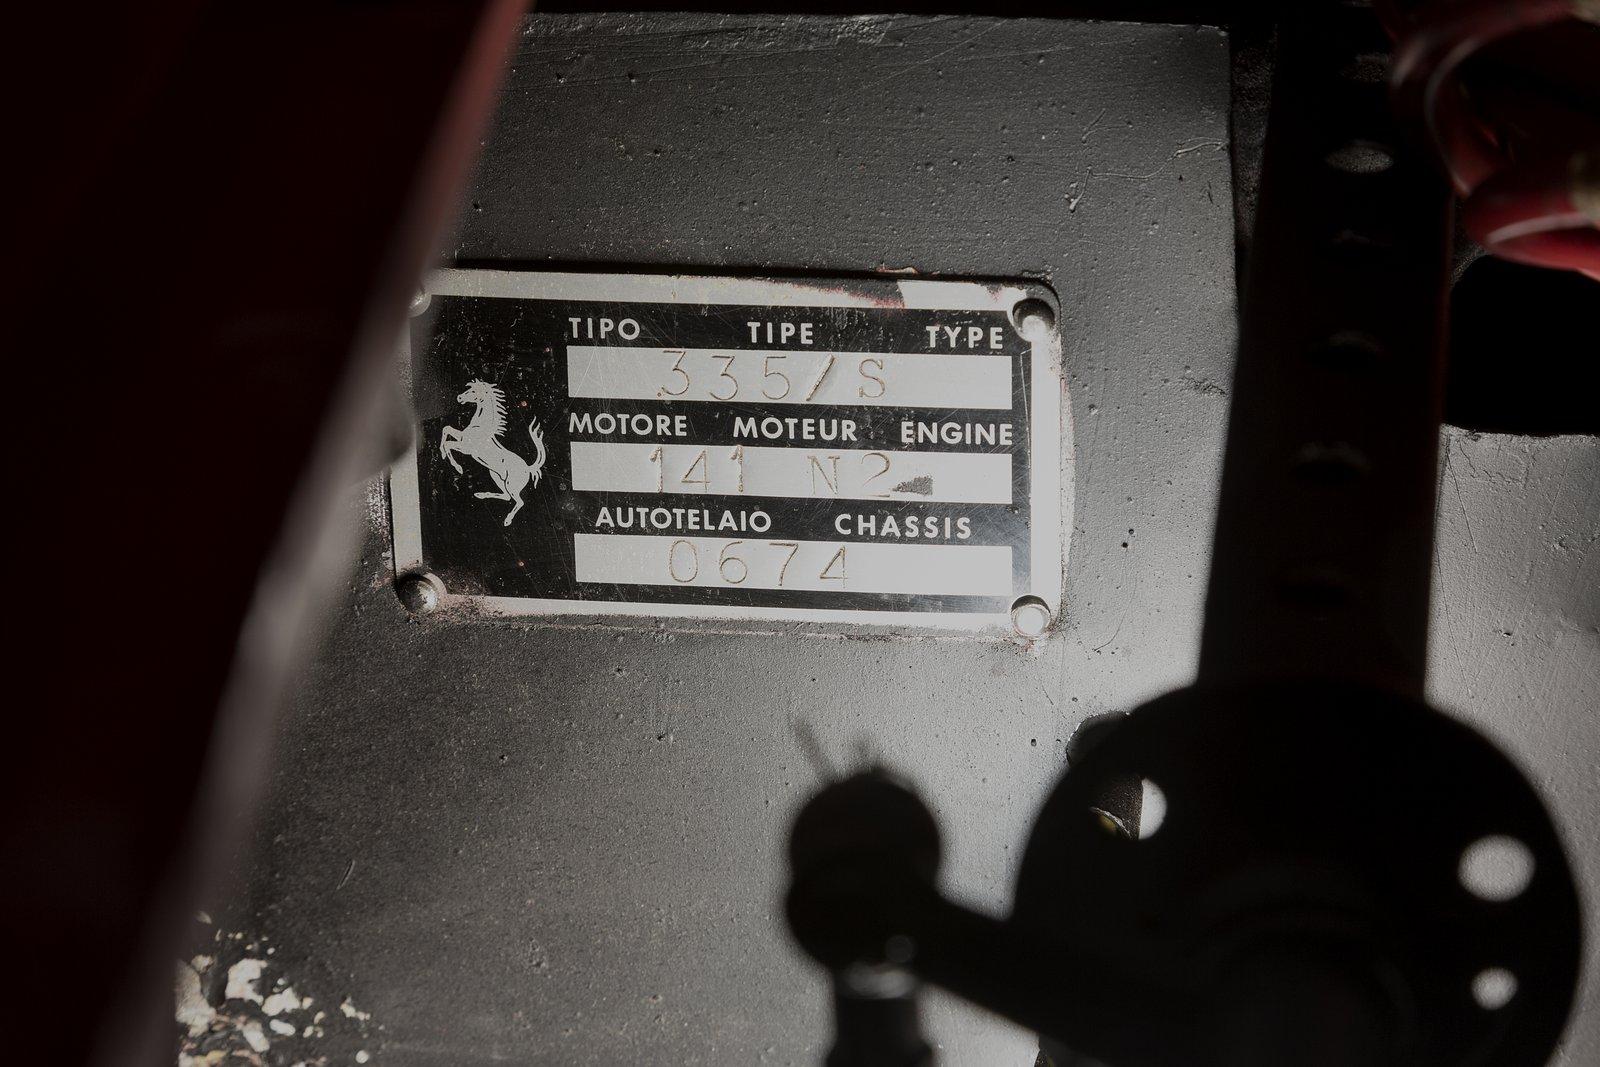 TIPO TIPE TYPE
335/S
MOTORE MOTEUR ENGINE
141 N2
AUTOTELAIO CHASSIS
0674